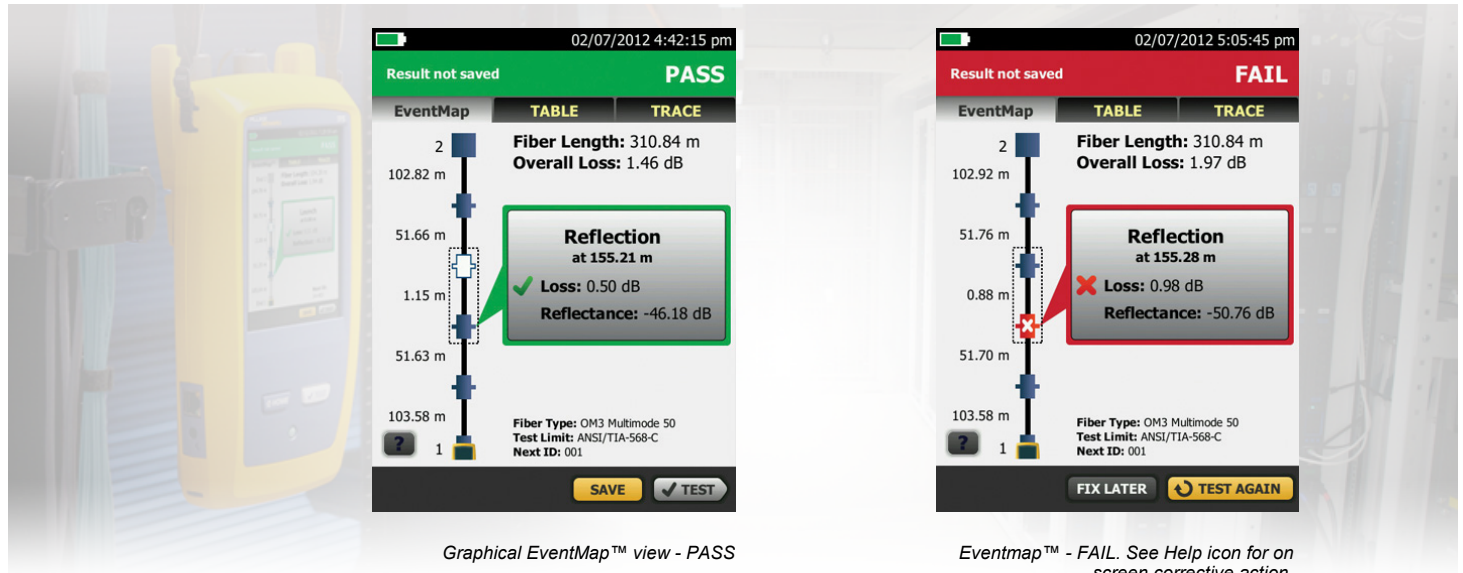 02/07/2012 4:42:15 pm
Result not saved PASS
EventMap TABLE TRACE
2
Fiber Length: 310.84 m
Overall Loss: 1.46 dB
102.82 m
51.66 m
Reflection
at 155.21 m
Loss: 0.50 dB
1.15 m
Reflectance: -46.18 dB
51.63 m
103.58 m
Fiber Type: OM3 Multimode 50
Test Limit: ANSI/TIA-568-C
? 1
Next ID: 001
SAVE TEST
Graphical EventMap™ view - PASS
02/07/2012 5:05:45 pm
Result not saved FAIL
EventMap TABLE TRACE
2
Fiber Length: 310.84 m
Overall Loss: 1.97 dB
102.92 m
51.76 m
Reflection
at 155.28 m
Loss: 0.98 dB
0.88 m
Reflectance: -50.76 dB
51.70 m
103.58 m
Fiber Type: OM3 Multimode 50
Test Limit: ANSI/TIA-568-C
? 1
Next ID: 001
FIX LATER TEST AGAIN
Eventmap™ - FAIL. See Help icon for on
screen corrective action